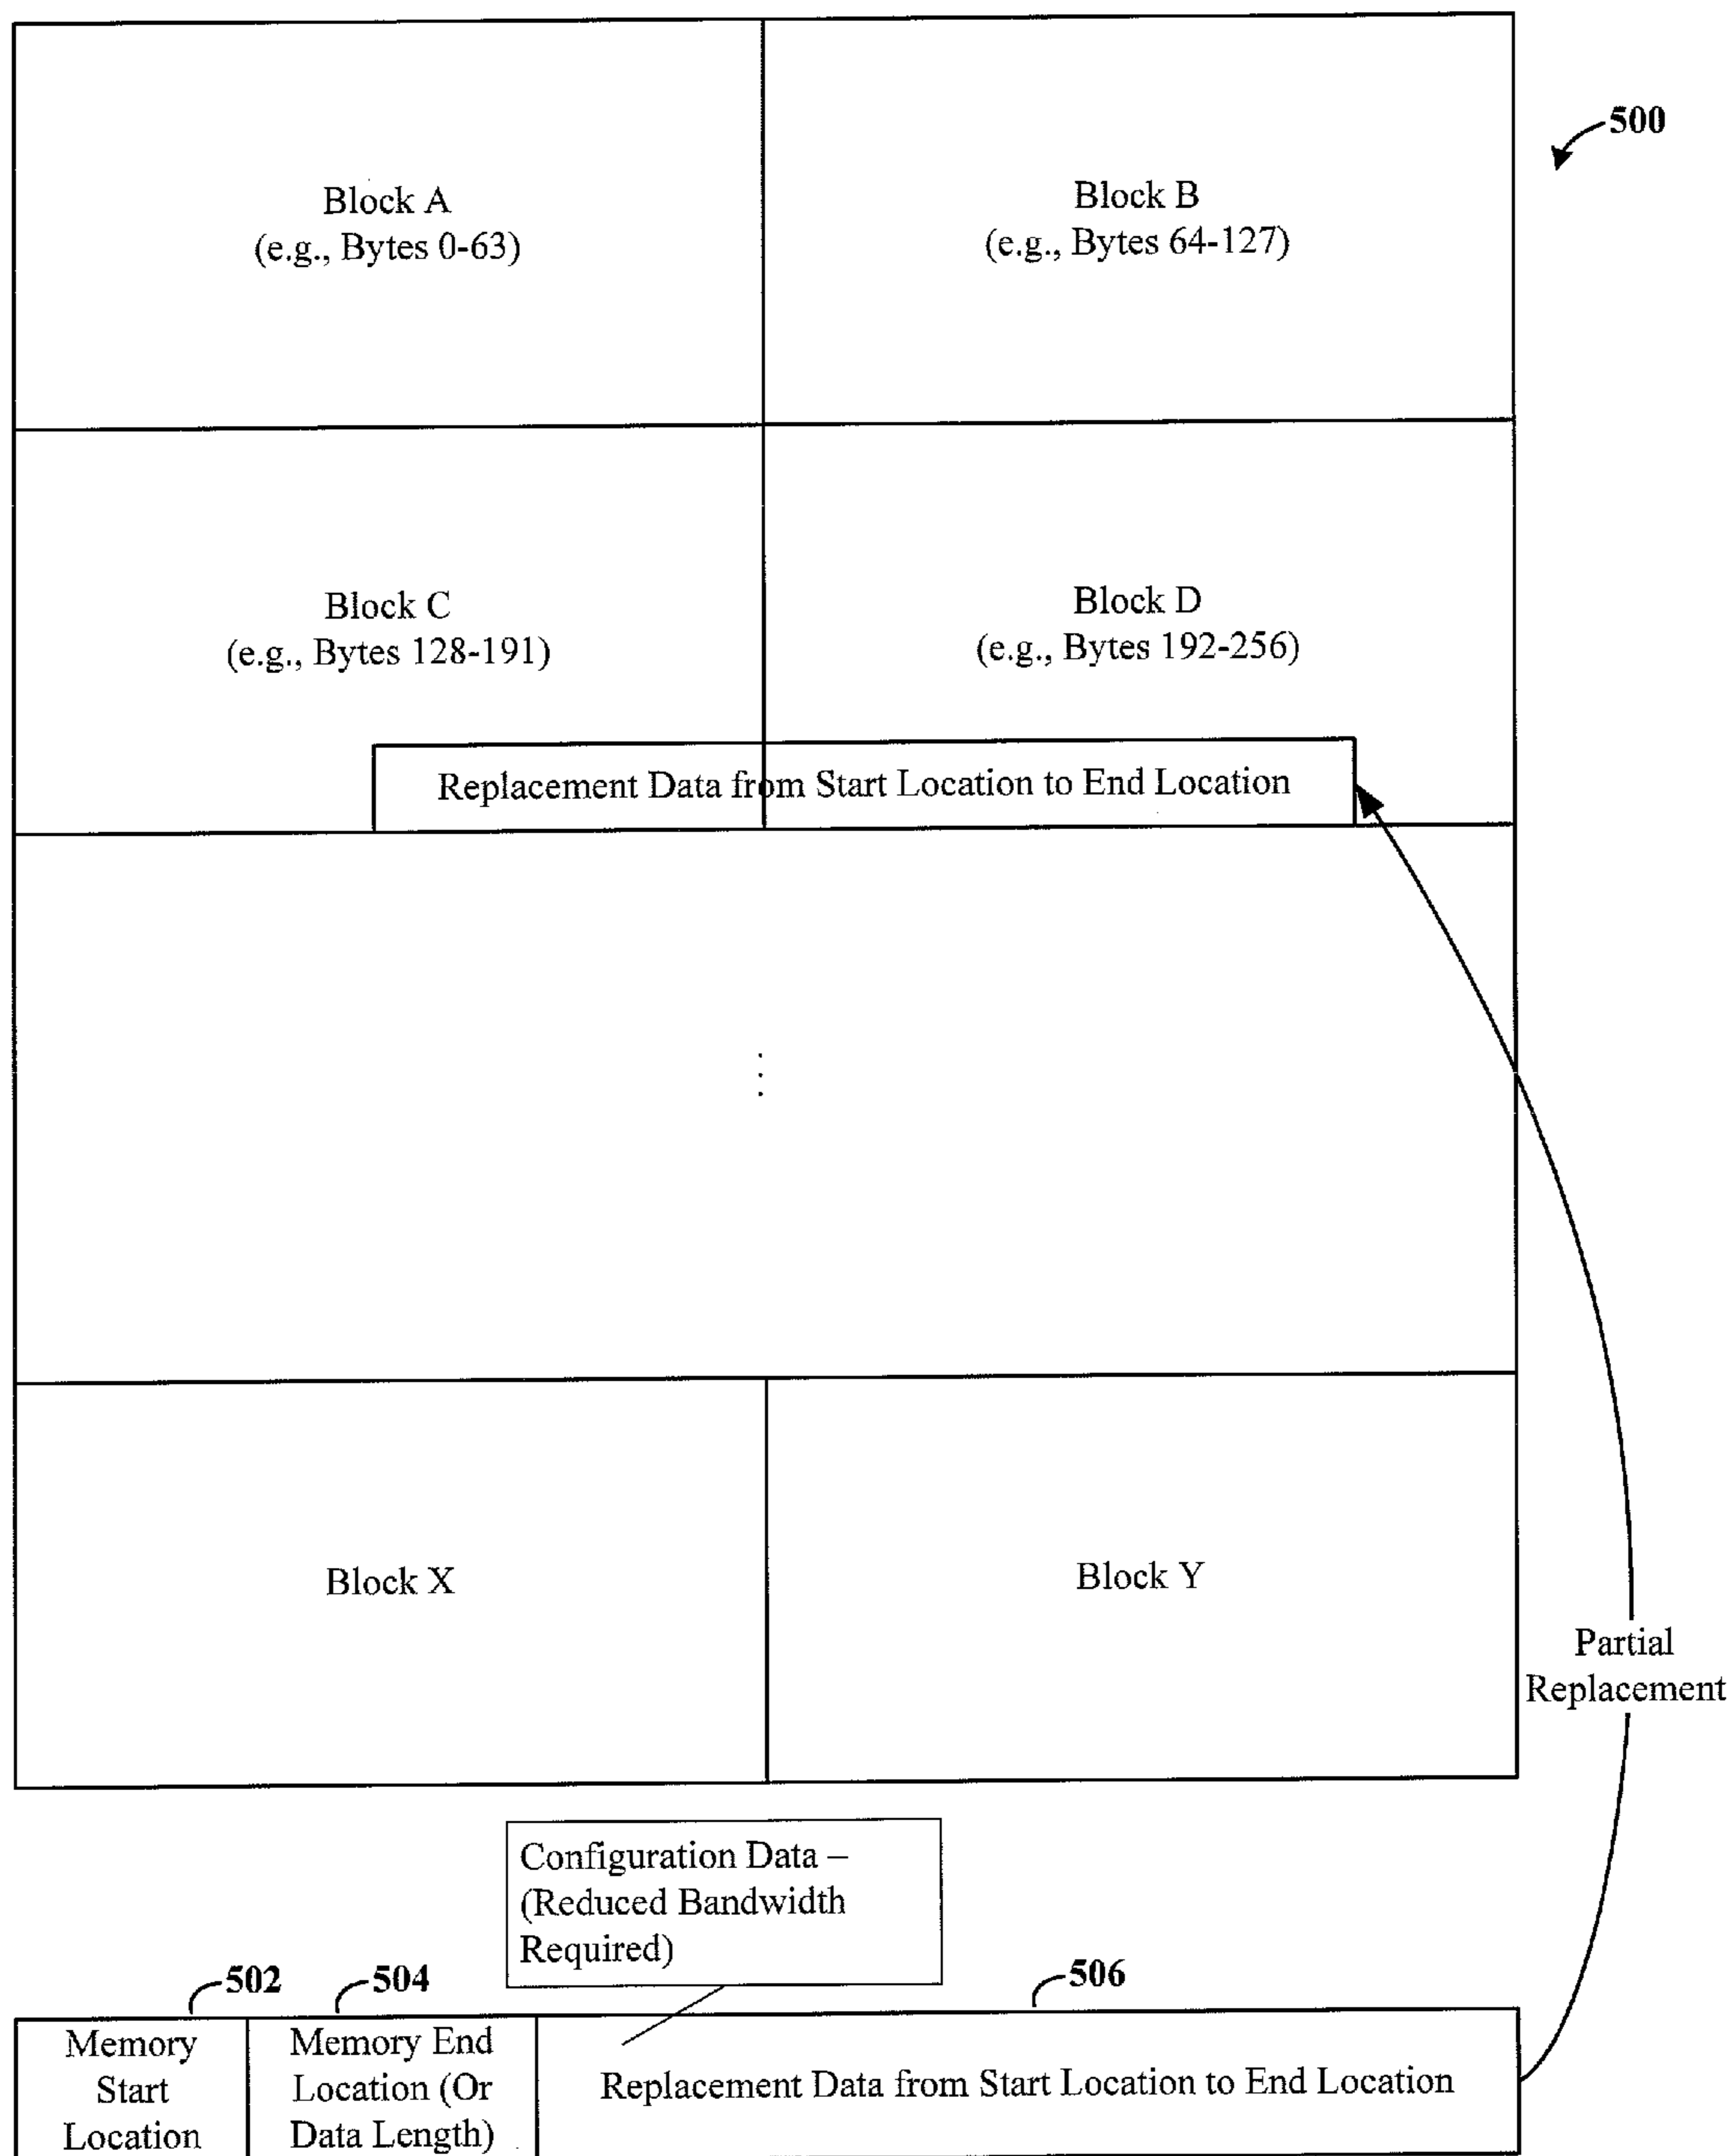 500
Block A
(e.g., Bytes 0-63)
Block B
(e.g., Bytes 64-127)
Block C
(e.g., Bytes 128-191)
Block D
(e.g., Bytes 192-256)
Replacement Data from Start Location to End Location
⋮
Block X
Block Y
Partial
Replacement
Configuration Data –
(Reduced Bandwidth
Required)
502
504
506
Memory
Start
Location
Memory End
Location (Or
Data Length)
Replacement Data from Start Location to End Location